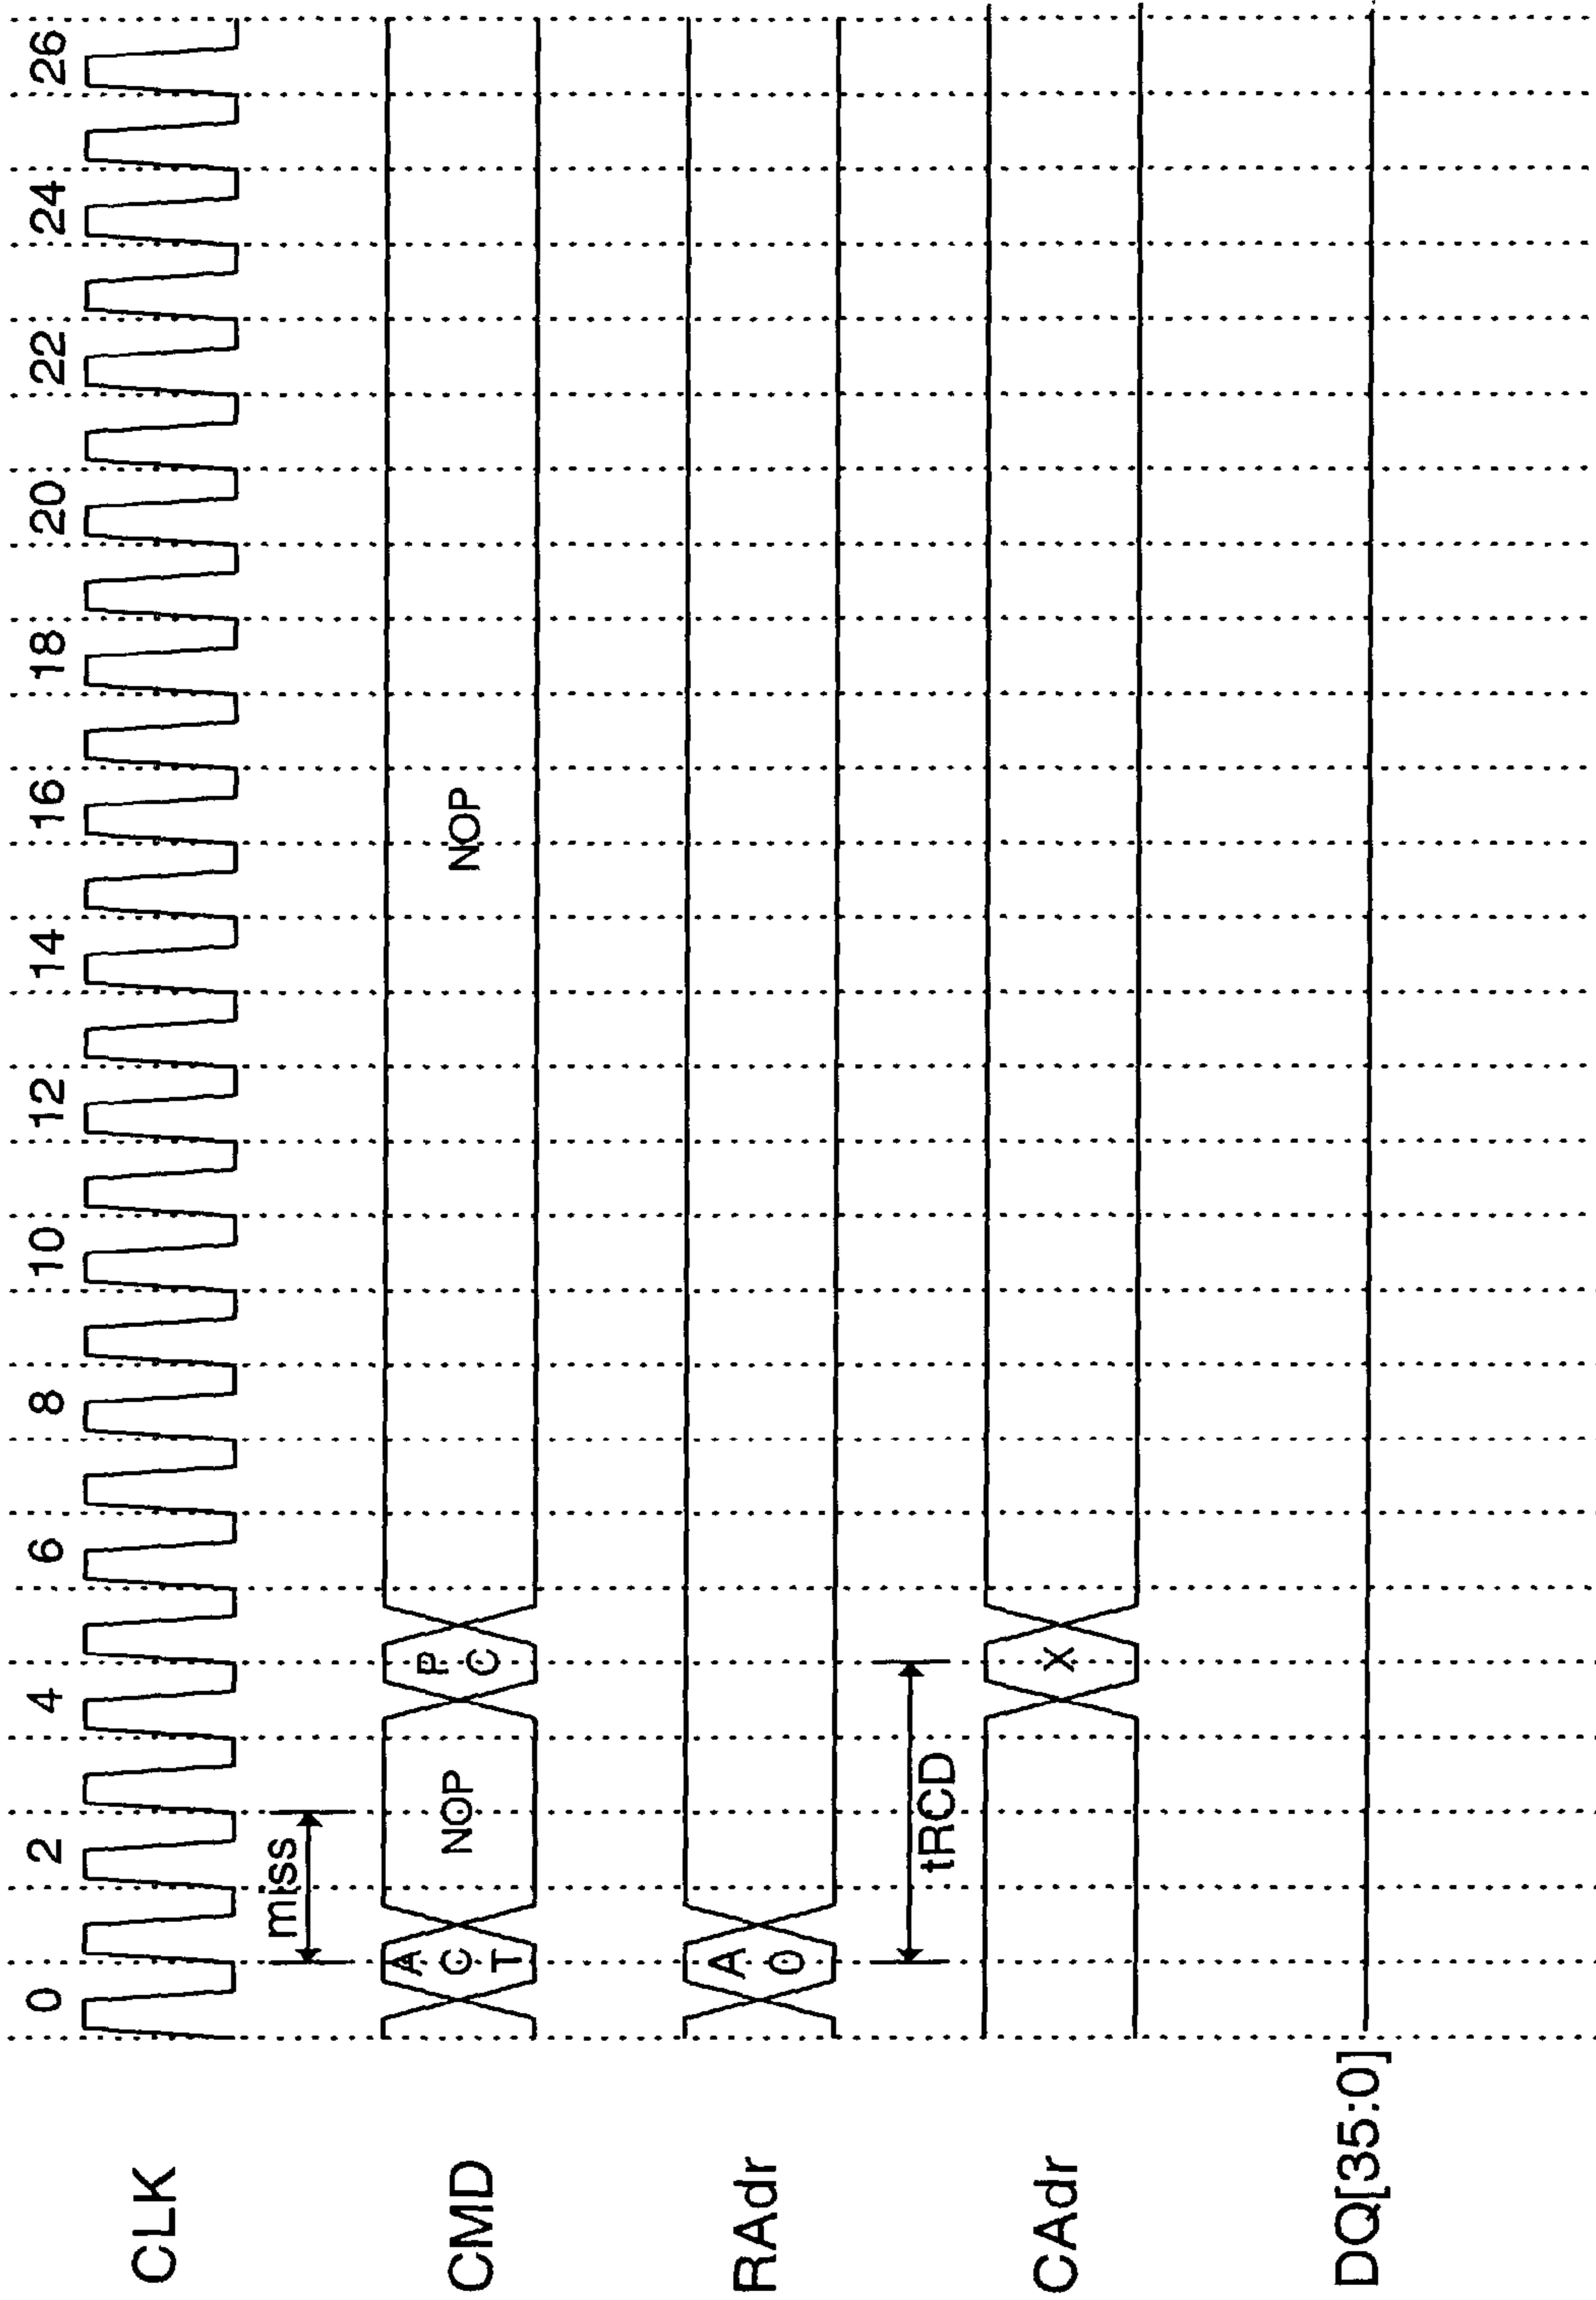 0 2 4 6 8 10 12 14 16 18 20 22 24 26
CLK
miss
CMD
ACT
NOP
PC
NOP
RAdr
A0
tRCD
CAdr
X
DQ[35:0]